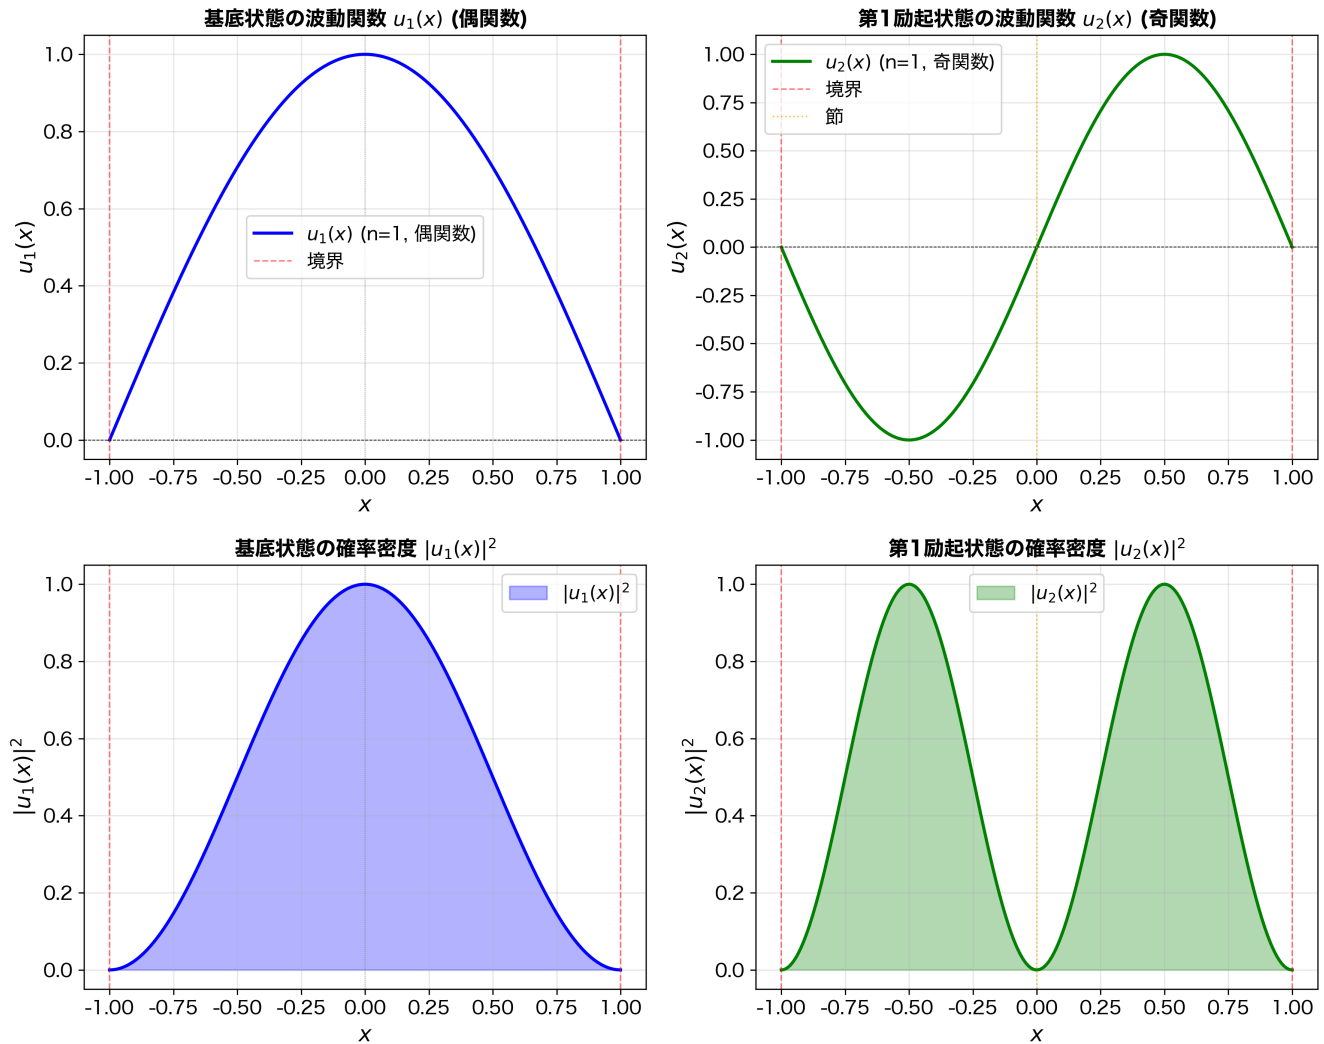 基底状態の波動関数 u₁(x) (偶関数)
1.0
0.8
0.6
0.4
0.2
0.0
u₁(x)
u₁(x) (n=1, 偶関数)
境界
-1.00 -0.75 -0.50 -0.25 0.00 0.25 0.50 0.75 1.00
x
第1励起状態の波動関数 u₂(x) (奇関数)
1.00
0.75
0.50
0.25
0.00
-0.25
-0.50
-0.75
-1.00
u₂(x)
u₂(x) (n=1, 奇関数)
境界
節
-1.00 -0.75 -0.50 -0.25 0.00 0.25 0.50 0.75 1.00
x
基底状態の確率密度 |u₁(x)|²
1.0
0.8
0.6
0.4
0.2
0.0
|u₁(x)|²
|u₁(x)|²
-1.00 -0.75 -0.50 -0.25 0.00 0.25 0.50 0.75 1.00
x
第1励起状態の確率密度 |u₂(x)|²
1.0
0.8
0.6
0.4
0.2
0.0
|u₂(x)|²
|u₂(x)|²
-1.00 -0.75 -0.50 -0.25 0.00 0.25 0.50 0.75 1.00
x